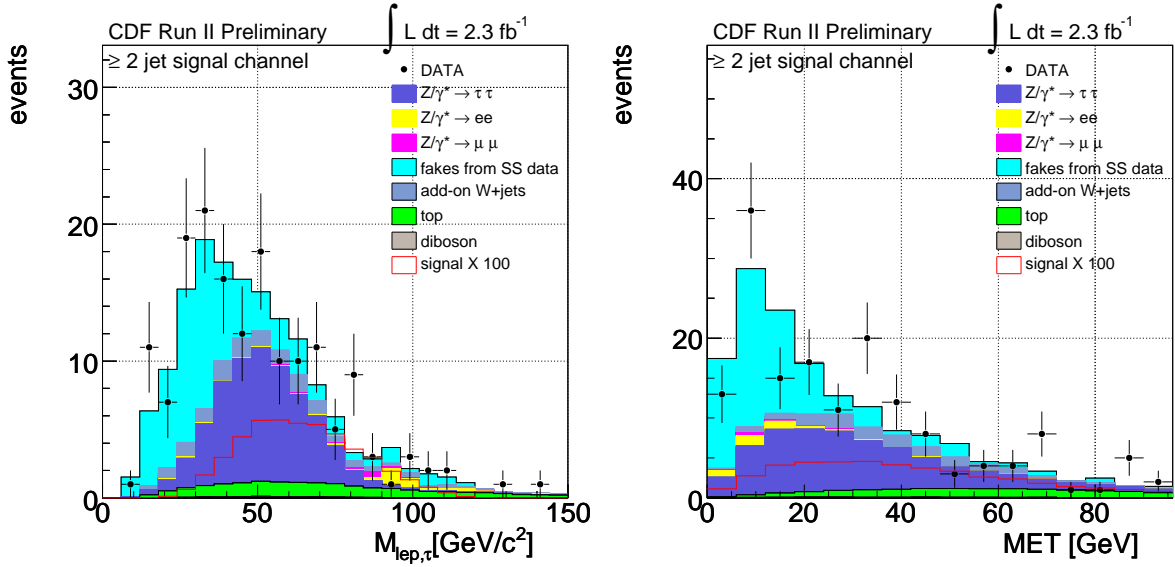 CDF Run II Preliminary ∫ L dt = 2.3 fb⁻¹
≥ 2 jet signal channel
events
30
20
10
0
DATA
Z/γ* → τ τ
Z/γ* → ee
Z/γ* → μ μ
fakes from SS data
add-on W+jets
top
diboson
signal X 100
0 50 100 150
M_lep,τ[GeV/c²]
CDF Run II Preliminary ∫ L dt = 2.3 fb⁻¹
≥ 2 jet signal channel
events
40
20
0
DATA
Z/γ* → τ τ
Z/γ* → ee
Z/γ* → μ μ
fakes from SS data
add-on W+jets
top
diboson
signal X 100
0 20 40 60 80
MET [GeV]